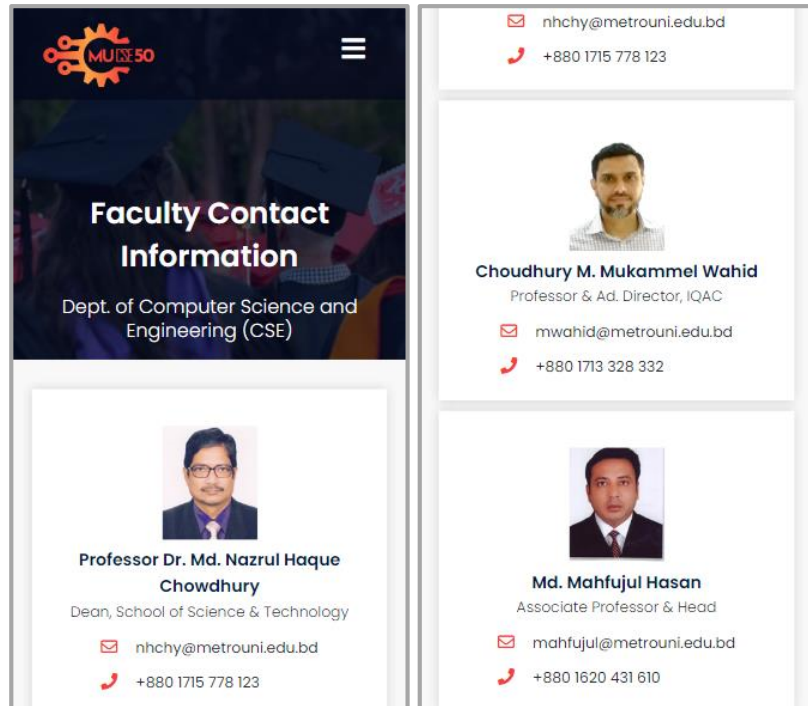 MU CSE 50
Faculty Contact
Information
Dept. of Computer Science and
Engineering (CSE)
Professor Dr. Md. Nazrul Haque
Chowdhury
Dean, School of Science & Technology
nhchy@metrouni.edu.bd
+880 1715 778 123
nhchy@metrouni.edu.bd
+880 1715 778 123
Choudhury M. Mukammel Wahid
Professor & Ad. Director, IQAC
mwahid@metrouni.edu.bd
+880 1713 328 332
Md. Mahfujul Hasan
Associate Professor & Head
mahfujul@metrouni.edu.bd
+880 1620 431 610